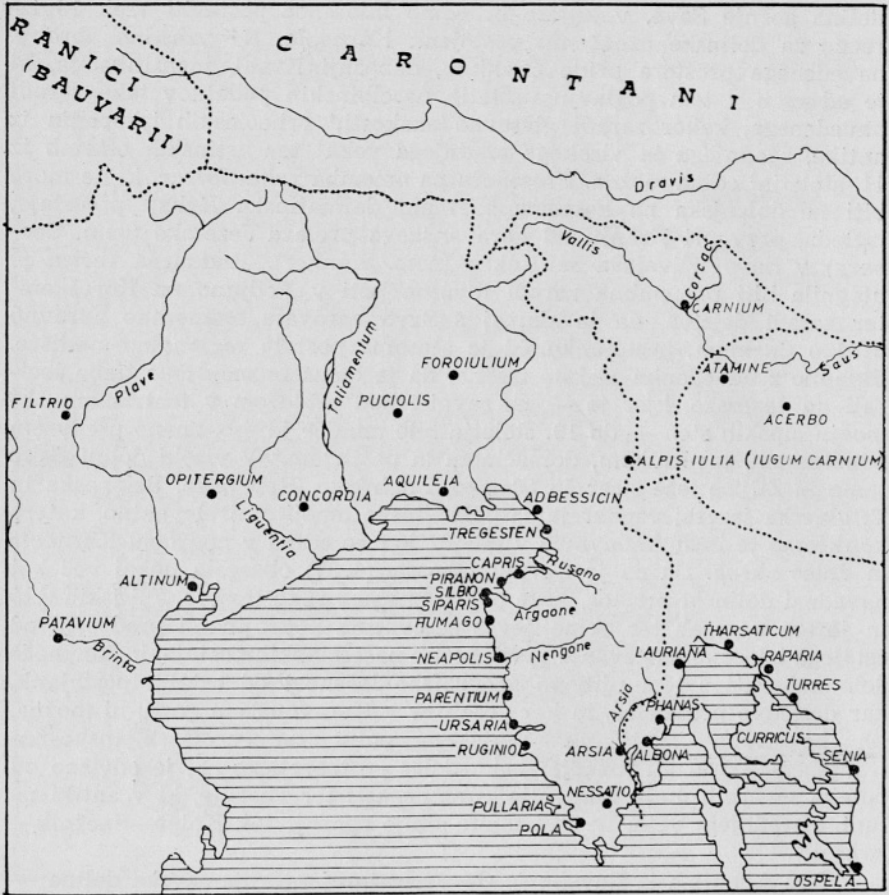 RANICI
(BAUVARII)
CARONTANI
Dravis
Vallis
Corcac
CARNIUM
Plave
Taliamentum
FOROIULIUM
ATAMINE
Saus
FILTRIO
PUCIOLIS
ACERBO
ALPIS IULIA (IUGUM CARNIUM)
OPITERGIUM
CONCORDIA
AQUILEIA
ADBESSICIN
Liquentia
TREGESTEN
CAPRIS
Rusano
ALTINUM
PIRANON
SILBIO
SIPARIS
Argaone
HUMAGO
PATAVIUM
Brinta
NEAPOLIS
Nengone
LAURIANA
THARSATICUM
RAPARIA
PARENTIUM
Arsia
PHANAS
TURRES
URSARIA
CURRICUS
RUGINIO
ARSIA
ALBONA
SENIA
NESSATIO
PULLARIA
POLA
OSPELA